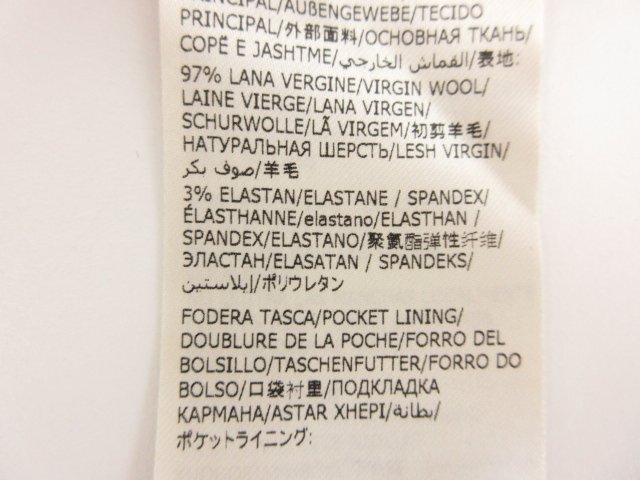 PRINCIPAL/AUßENGEWEBE/TECIDO
PRINCIPAL/外部面料/ОСНОВНАЯ ТКАНЬ/
COPË E JASHTME/القماش الخارجي/表地:
97% LANA VERGINE/VIRGIN WOOL/
LAINE VIERGE/LANA VIRGEN/
SCHURWOLLE/LÃ VIRGEM/初剪羊毛/
НАТУРАЛЬНАЯ ШЕРСТЬ/LESH VIRGIN/
صوف بكر/羊毛
3% ELASTAN/ELASTANE / SPANDEX/
ÉLASTHANNE/elastano/ELASTHAN /
SPANDEX/ELASTANO/聚氨酯弹性纤维/
ЭЛАСТАН/ELASATAN / SPANDEKS/
إيلاستين/ポリウレタン
FODERA TASCA/POCKET LINING/
DOUBLURE DE LA POCHE/FORRO DEL
BOLSILLO/TASCHENFUTTER/FORRO DO
BOLSO/口袋衬里/ПОДКЛАДКА
КАРМАНА/ASTAR XHEPI/بطانة/
ポケットライニング: